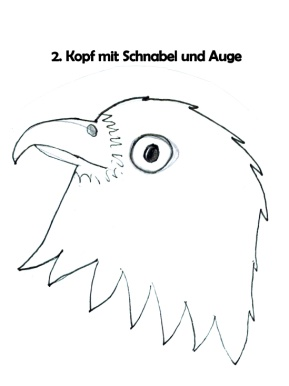 2. Kopf mit Schnabel und Auge